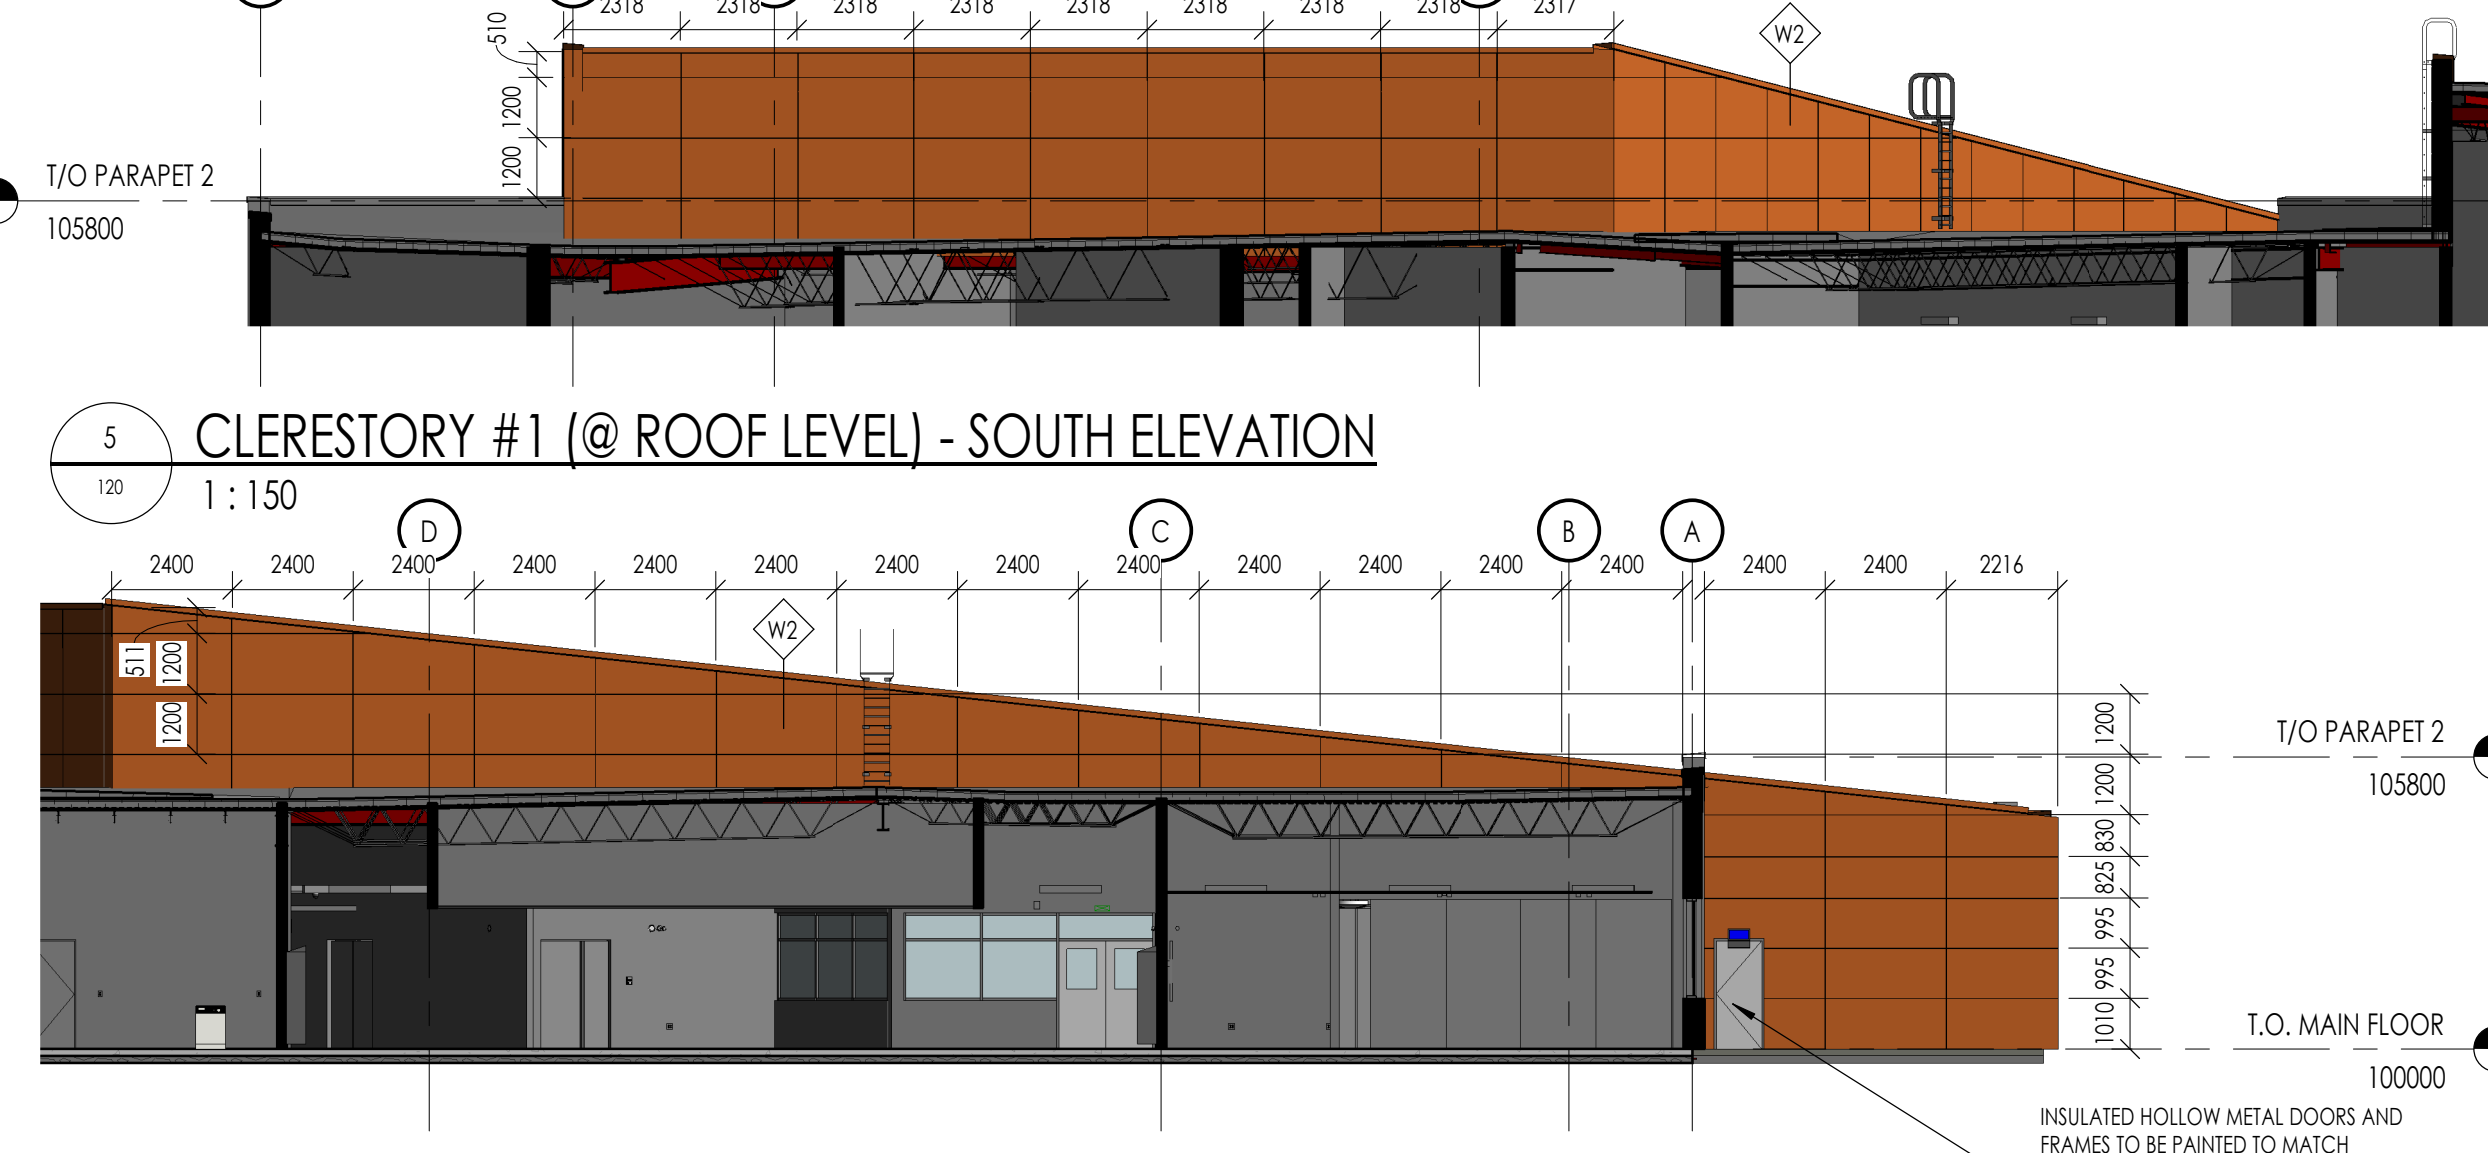 2318 2318 2318 2318 2318 2318 2318 2318 2317
510
1200
1200
W2
T/O PARAPET 2
105800
5
120
CLERESTORY #1 (@ ROOF LEVEL) - SOUTH ELEVATION
1 : 150
D C B A
2400 2400 2400 2400 2400 2400 2400 2400 2400 2400 2400 2400 2400 2400 2400 2216
W2
511
1200
1200
1200
1200
830
825
995
995
1010
T/O PARAPET 2
105800
T.O. MAIN FLOOR
100000
INSULATED HOLLOW METAL DOORS AND
FRAMES TO BE PAINTED TO MATCH